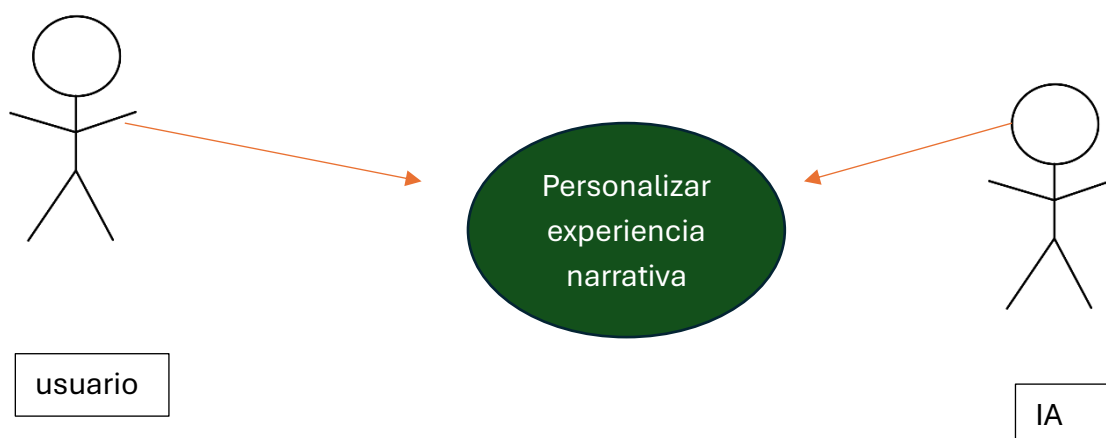 Personalizar
experiencia
narrativa
usuario
IA